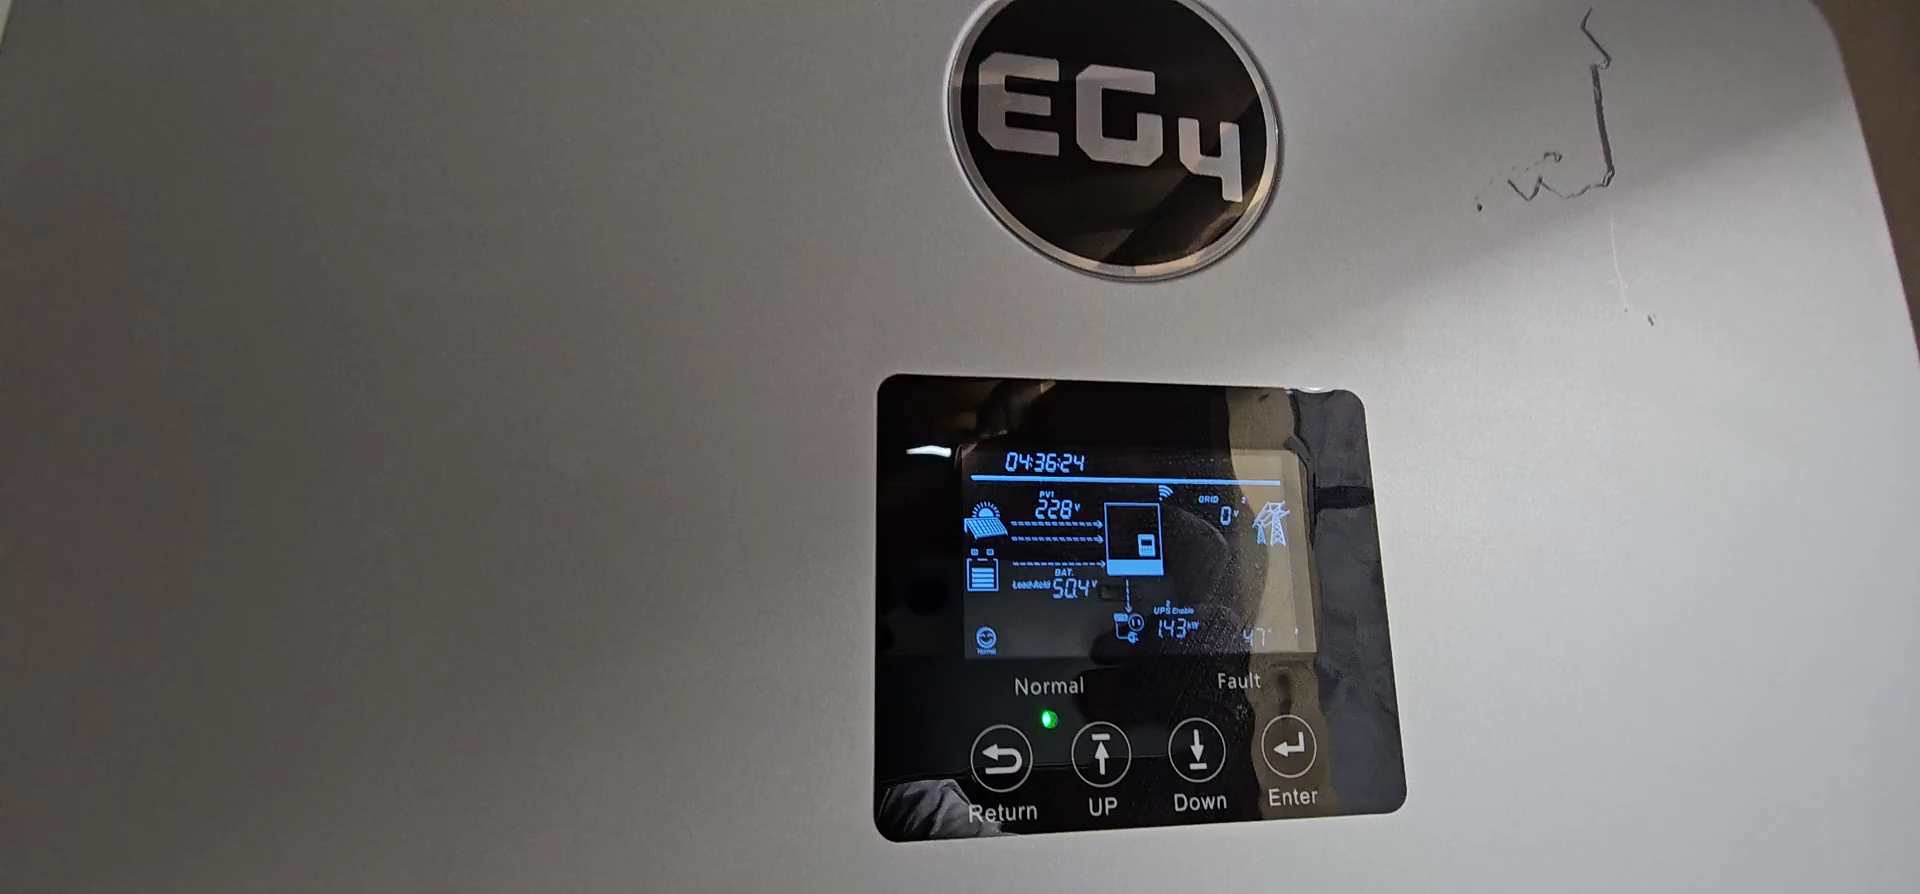 EG4
04:36:24
PV1
228V
GRID
0V
BAT.
Lead-Acid 50.4V
UPS Enable
1.43kW
47
Normal
Normal
Fault
Return
UP
Down
Enter